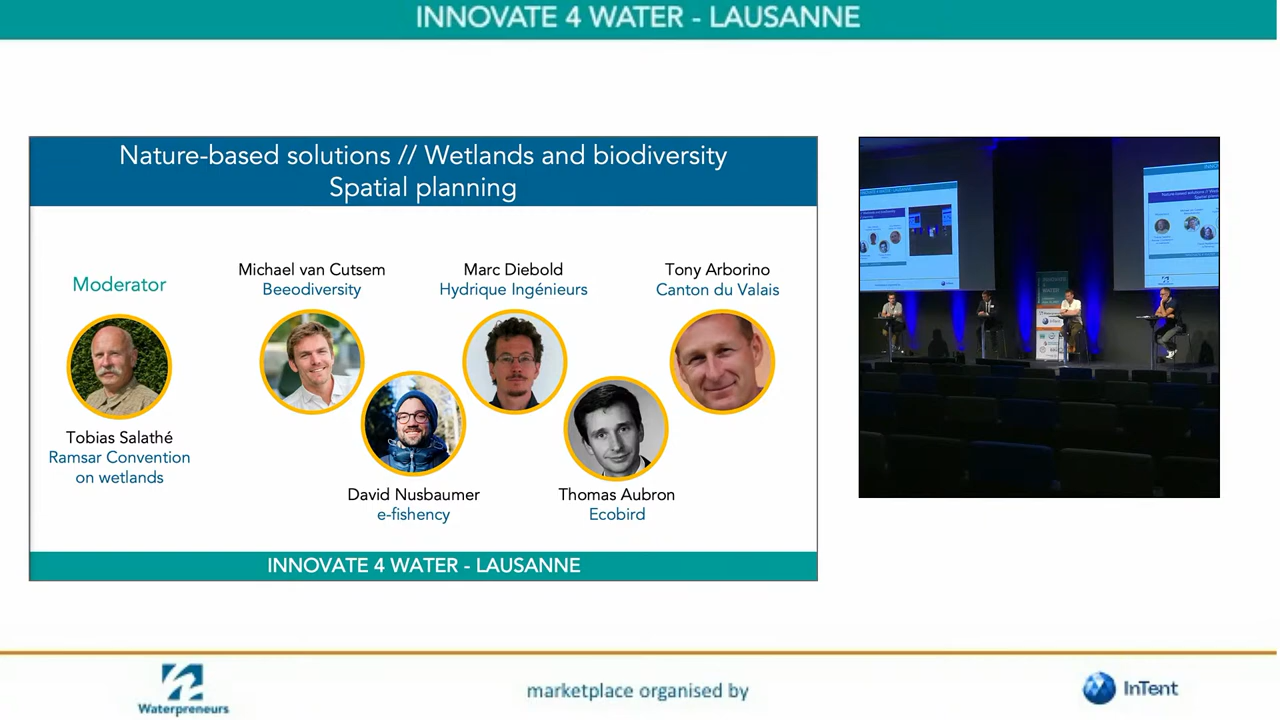 INNOVATE 4 WATER - LAUSANNE
Nature-based solutions // Wetlands and biodiversity
Spatial planning
Moderator
Michael van Cutsem
Beeodiversity
Marc Diebold
Hydrique Ingénieurs
Tony Arborino
Canton du Valais
Tobias Salathé
Ramsar Convention
on wetlands
David Nusbaumer
e-fishency
Thomas Aubron
Ecobird
INNOVATE 4 WATER - LAUSANNE
Waterpreneurs
marketplace organised by
InTent